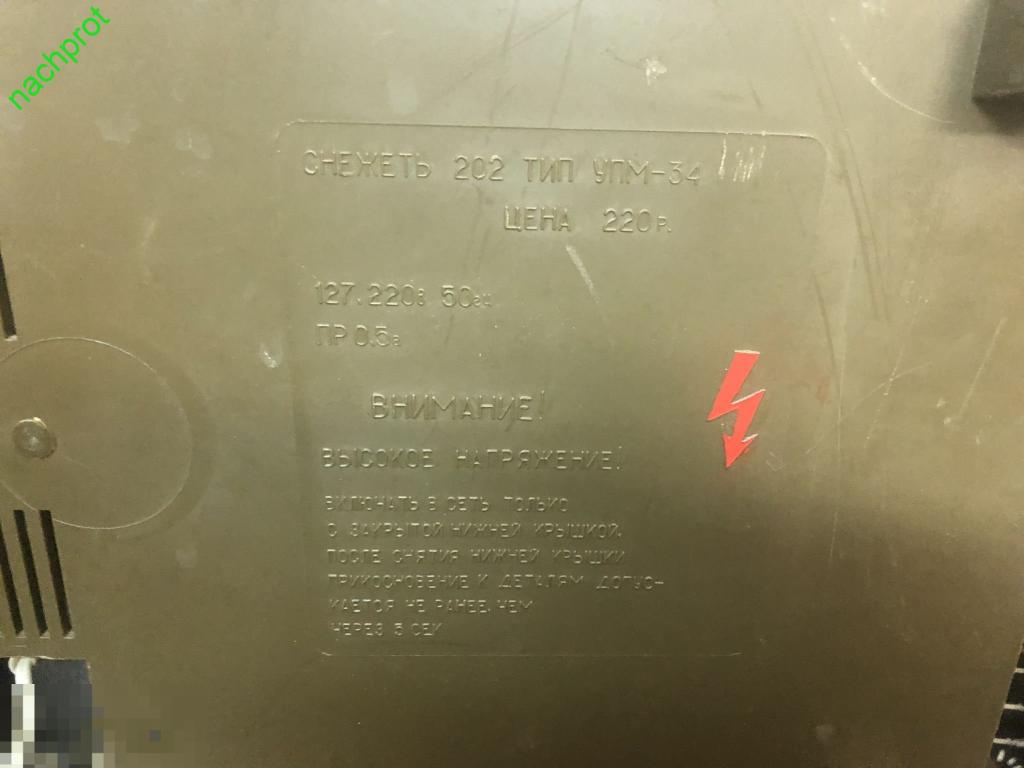 nachprot
СНЕЖЕТЬ 202 ТИП УПМ-34
ЦЕНА 220 Р.
127. 220в 50гц
ПР 0.5а
ВНИМАНИЕ!
ВЫСОКОЕ НАПРЯЖЕНИЕ!
ВКЛЮЧАТЬ В СЕТЬ ТОЛЬКО
С ЗАКРЫТОЙ НИЖНЕЙ КРЫШКОЙ.
ПОСЛЕ СНЯТИЯ НИЖНЕЙ КРЫШКИ
ПРИКОСНОВЕНИЕ К ДЕТАЛЯМ ДОПУС-
КАЕТСЯ НЕ РАНЕЕ, ЧЕМ
ЧЕРЕЗ 5 СЕК